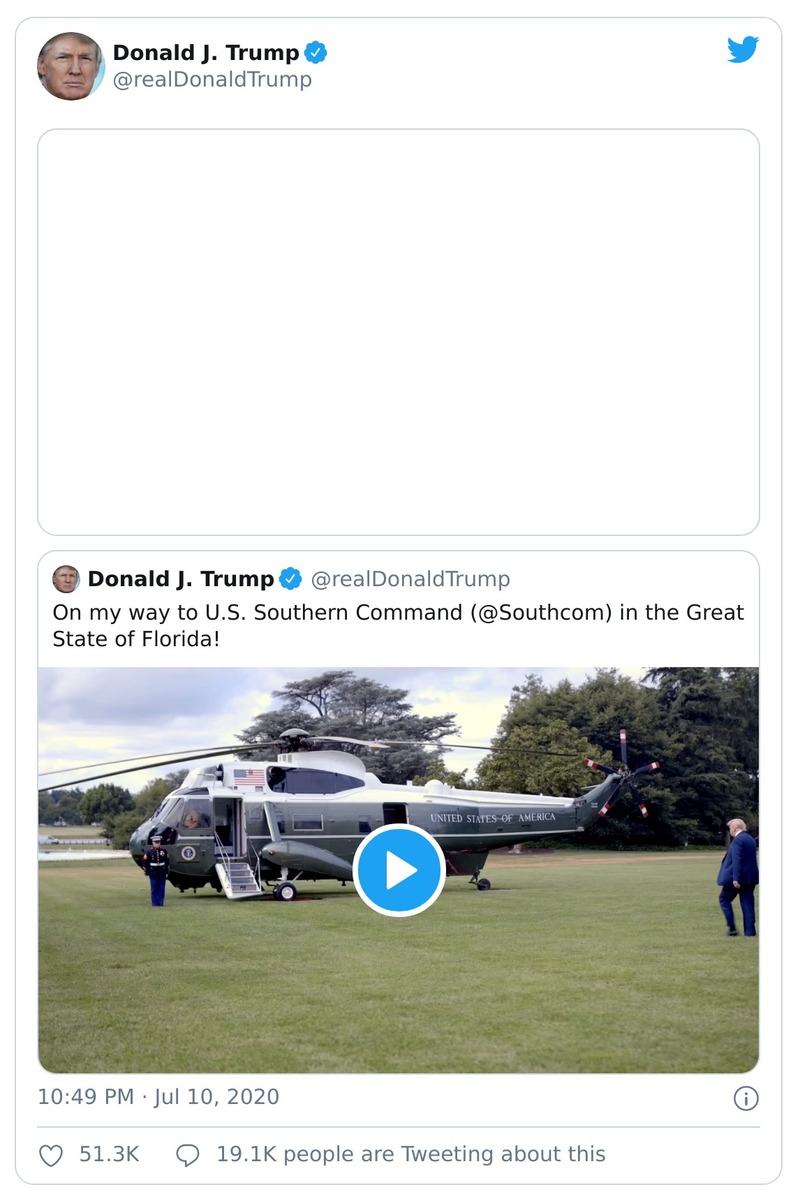 Donald J. Trump
@realDonaldTrump
Donald J. Trump @realDonaldTrump
On my way to U.S. Southern Command (@Southcom) in the Great
State of Florida!
UNITED STATES OF AMERICA
10:49 PM · Jul 10, 2020
51.3K 19.1K people are Tweeting about this